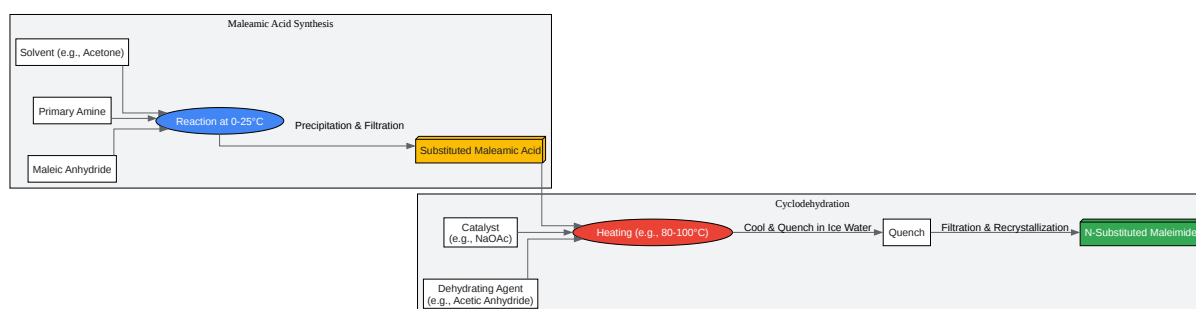 Maleamic Acid Synthesis
Solvent (e.g., Acetone)
Primary Amine
Reaction at 0-25°C
Precipitation & Filtration
Substituted Maleamic Acid
Maleic Anhydride
Cyclodehydration
Catalyst
(e.g., NaOAc)
Heating (e.g., 80-100°C)
Cool & Quench in Ice Water
Quench
Filtration & Recrystallization
N-Substituted Maleimide
Dehydrating Agent
(e.g., Acetic Anhydride)